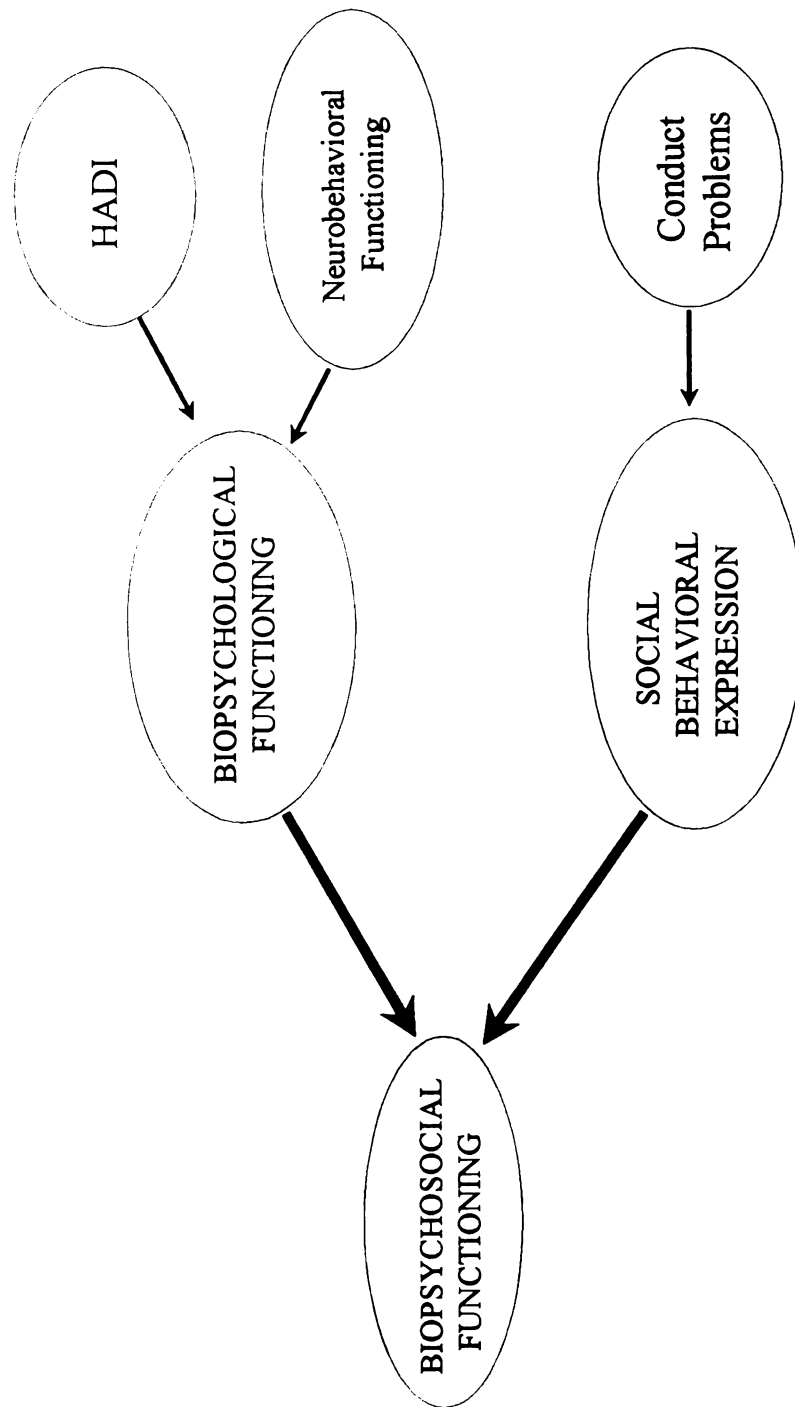 HADI
Neurobehavioral
Functioning
Conduct
Problems
BIOPSYCHOLOGICAL
FUNCTIONING
SOCIAL
BEHAVIORAL
EXPRESSION
BIOPSYCHOSOCIAL
FUNCTIONING